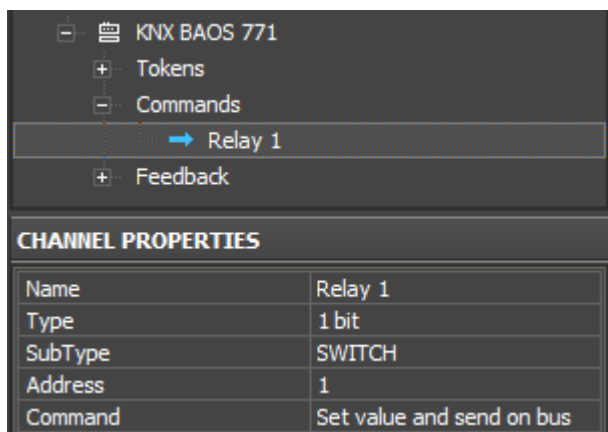 KNX BAOS 771
Tokens
Commands
Relay 1
Feedback
CHANNEL PROPERTIES
Name Relay 1
Type 1 bit
SubType SWITCH
Address 1
Command Set value and send on bus